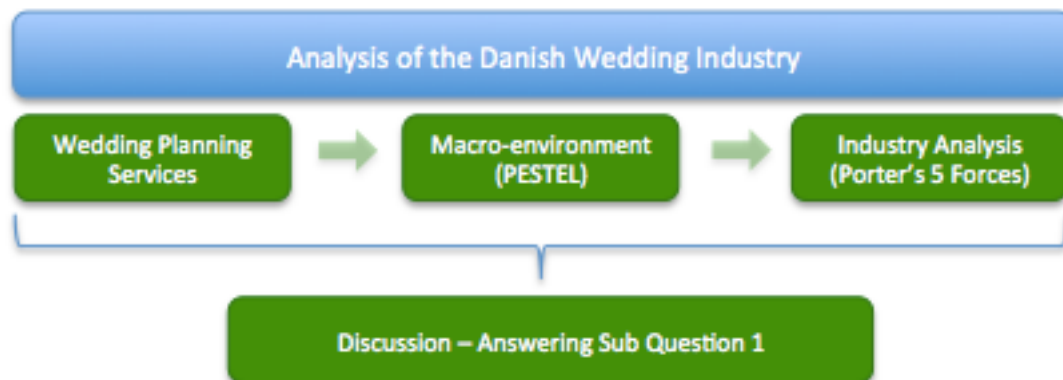 Analysis of the Danish Wedding Industry
Wedding Planning
Services
Macro-environment
(PESTEL)
Industry Analysis
(Porter's 5 Forces)
Discussion – Answering Sub Question 1